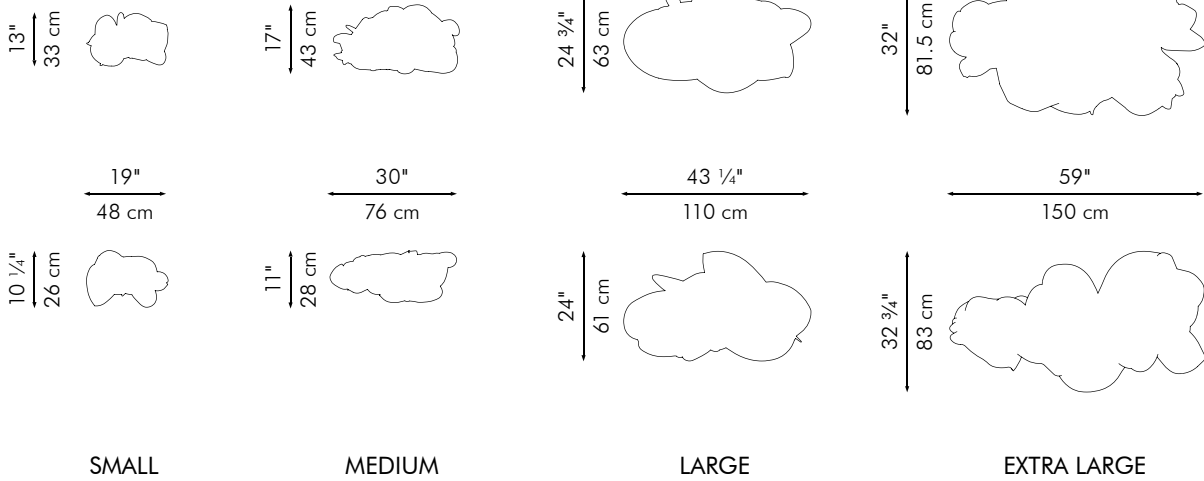 13"
33 cm
17"
43 cm
24 ¾"
63 cm
32"
81.5 cm
19"
48 cm
30"
76 cm
43 ¼"
110 cm
59"
150 cm
10 ¼"
26 cm
11"
28 cm
24"
61 cm
32 ¾"
83 cm
SMALL
MEDIUM
LARGE
EXTRA LARGE